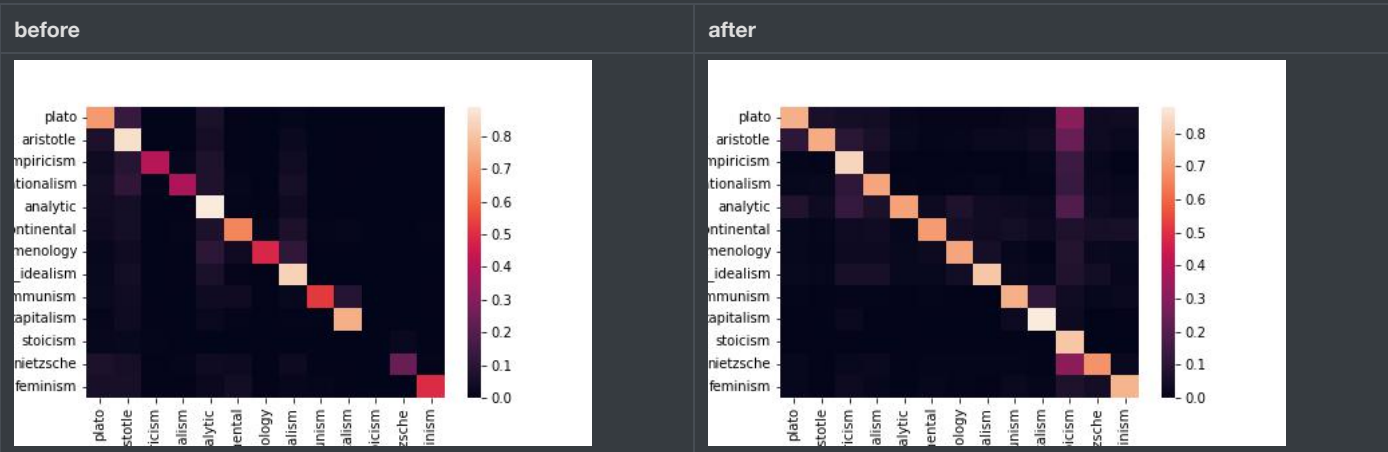 before
after
plato
aristotle
mpiricism
tionalism
analytic
ontinental
menology
_idealism
mmunism
apitalism
stoicism
nietzsche
feminism
0.8
0.7
0.6
0.5
0.4
0.3
0.2
0.1
0.0
plato
stotle
ricism
alism
alytic
ental
ology
alism
unism
talism
icism
zsche
inism
plato
aristotle
mpiricism
tionalism
analytic
ontinental
menology
_idealism
mmunism
apitalism
stoicism
nietzsche
feminism
0.8
0.7
0.6
0.5
0.4
0.3
0.2
0.1
0.0
plato
stotle
ricism
alism
alytic
ental
ology
alism
unism
talism
icism
zsche
inism